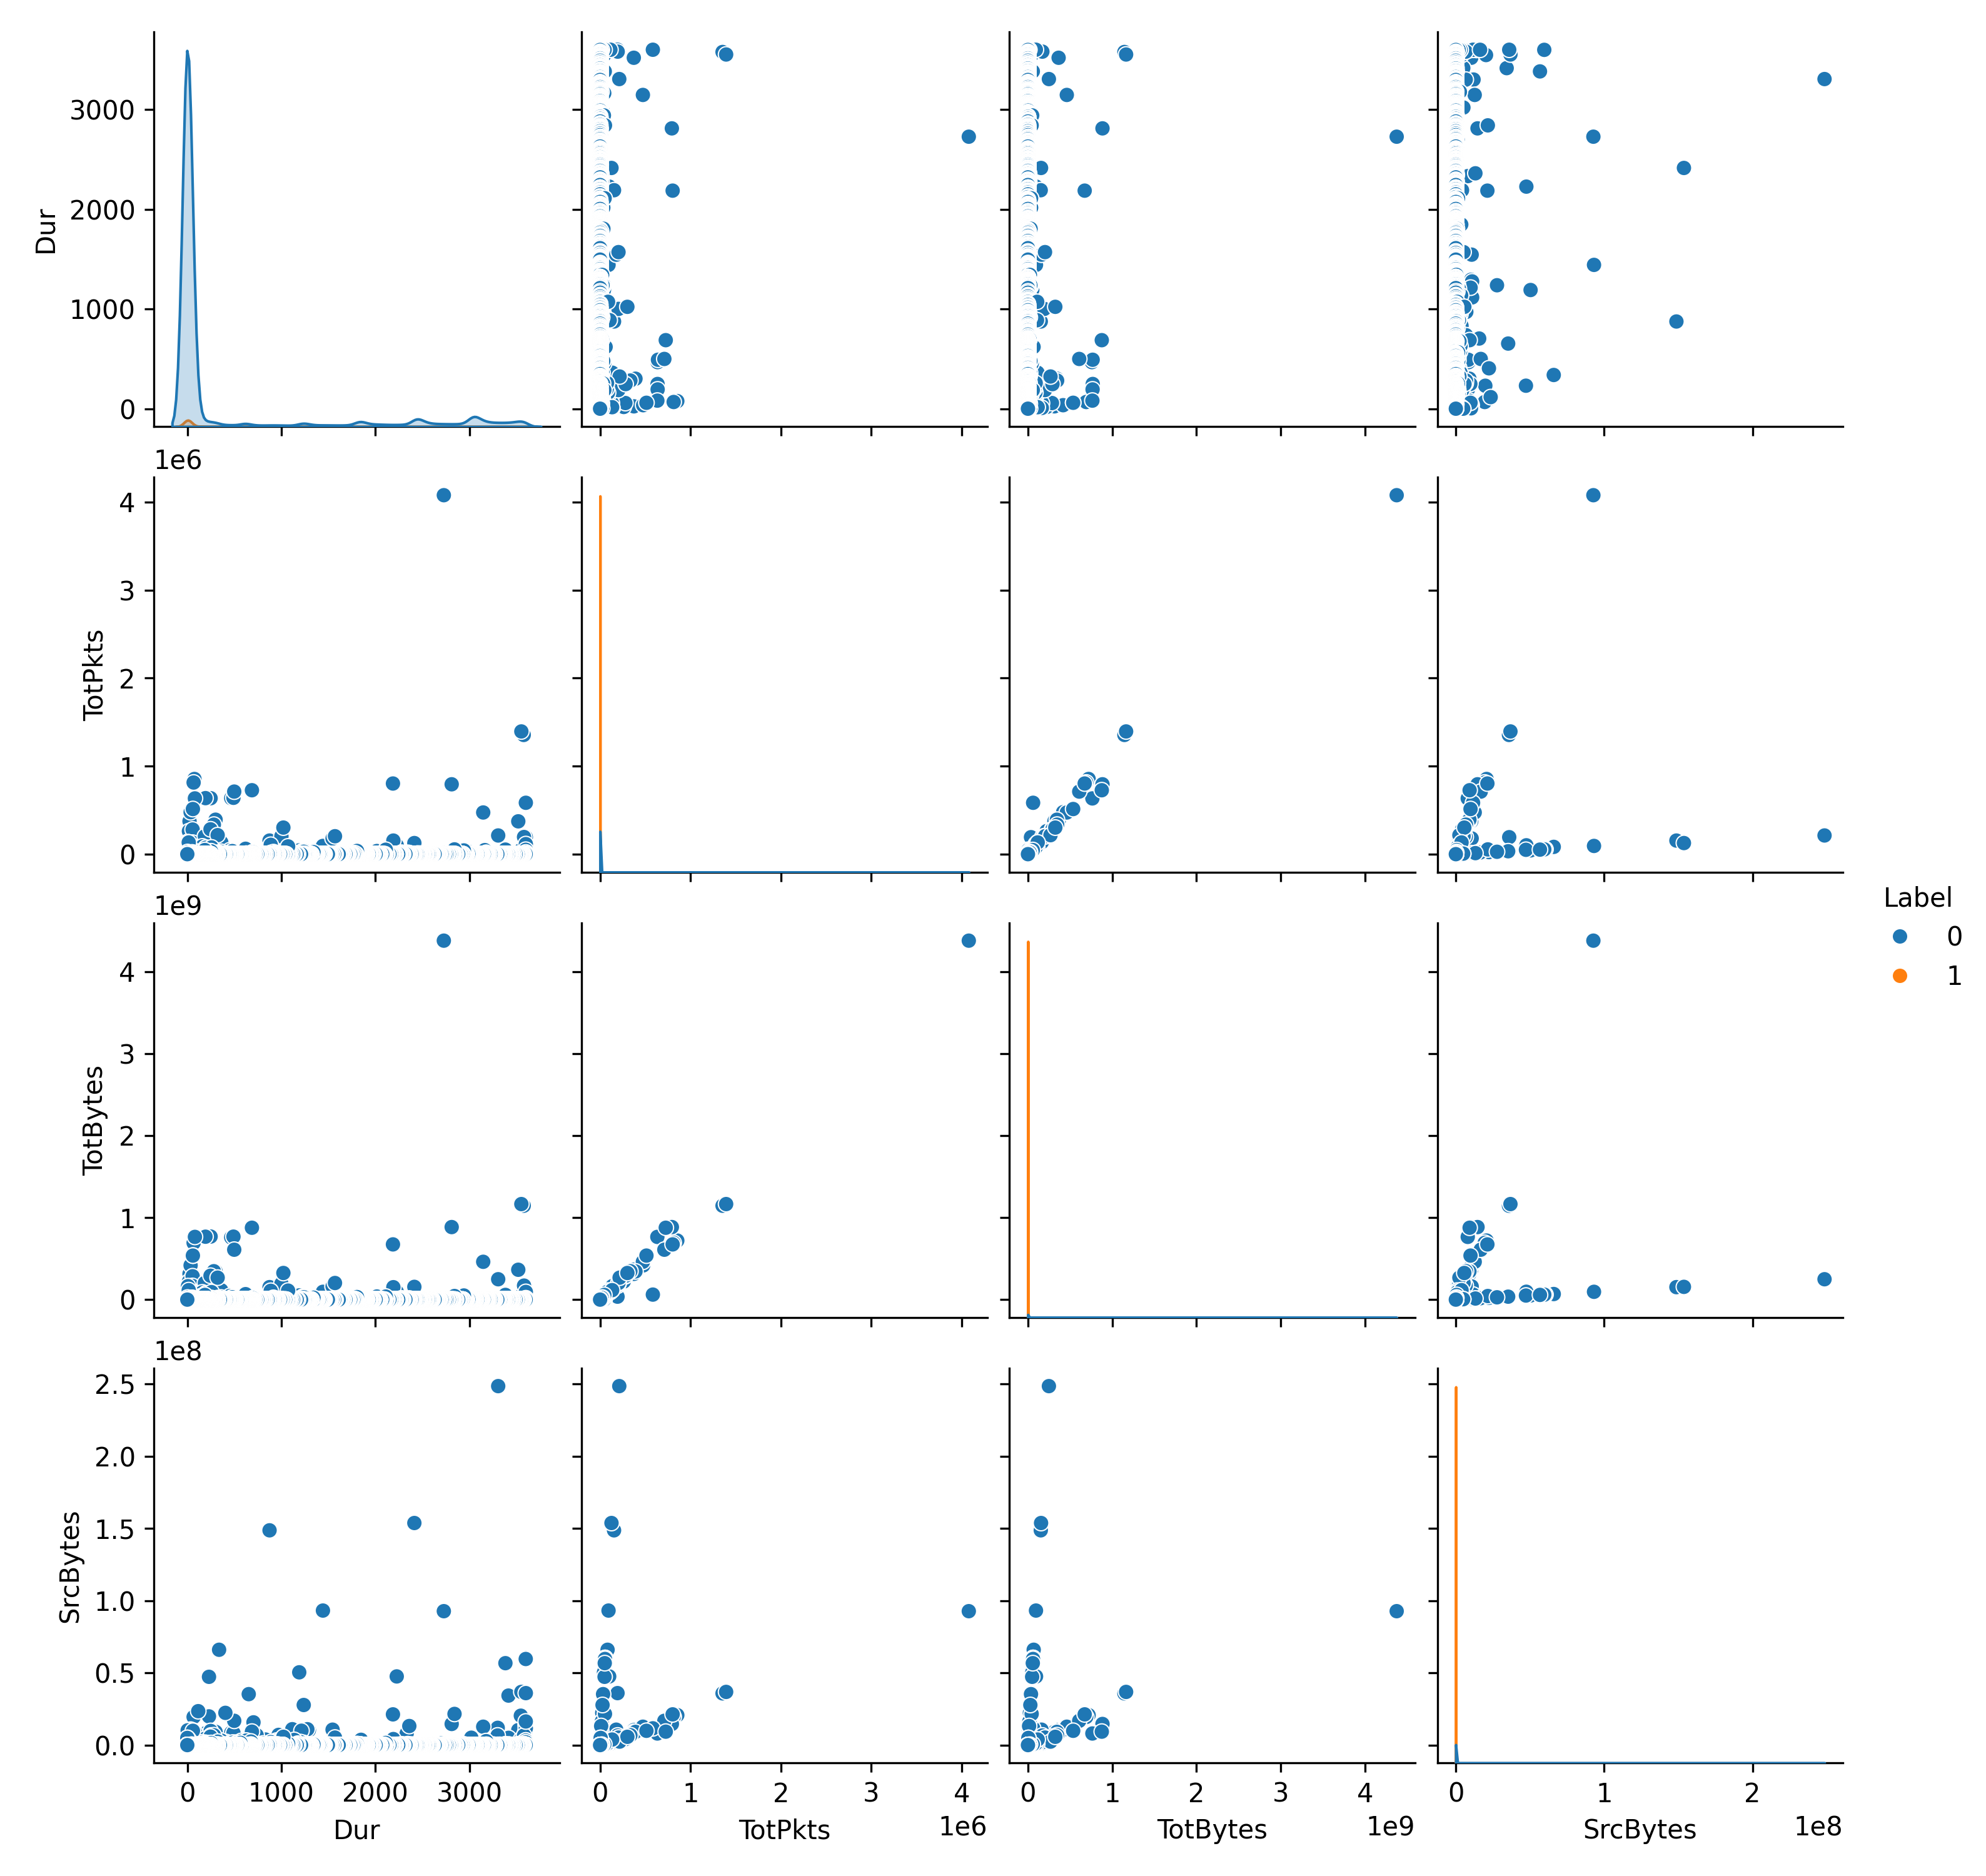 3000
2000
1000
0
Dur
1e6
4
3
2
1
0
TotPkts
1e9
4
3
2
1
0
TotBytes
Label
0
1
1e8
2.5
2.0
1.5
1.0
0.5
0.0
SrcBytes
0 1000 2000 3000
0 1 2 3 4
0 1 2 3 4
0 1 2
1e6 1e9 1e8
Dur TotPkts TotBytes SrcBytes